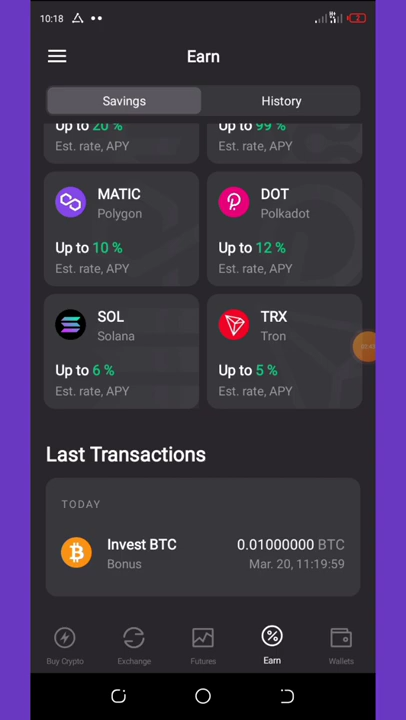 10:18
Earn
Savings History
Up to 20 % Up to 99 %
Est. rate, APY Est. rate, APY
MATIC DOT
Polygon Polkadot
Up to 10 % Up to 12 %
Est. rate, APY Est. rate, APY
SOL TRX
Solana Tron
Up to 6 % Up to 5 %
Est. rate, APY Est. rate, APY
Last Transactions
TODAY
Invest BTC 0.01000000 BTC
Bonus Mar. 20, 11:19:59
Buy Crypto Exchange Futures Earn Wallets